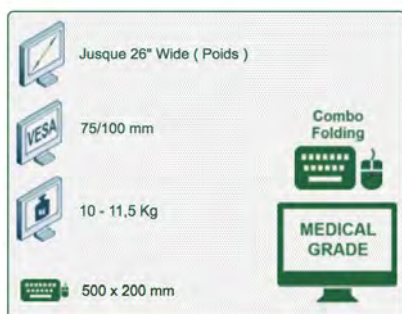 Jusque 26" Wide ( Poids )
VESA
75/100 mm
10 - 11,5 Kg
500 x 200 mm
Combo
Folding
MEDICAL
GRADE